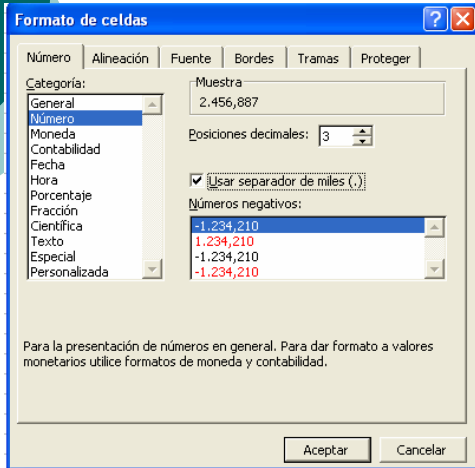 Formato de celdas
Número Alineación Fuente Bordes Tramas Proteger
Categoría:
General
Número
Moneda
Contabilidad
Fecha
Hora
Porcentaje
Fracción
Científica
Texto
Especial
Personalizada
Muestra
2.456,887
Posiciones decimales: 3
Usar separador de miles (.)
Números negativos:
-1.234,210
1.234,210
-1.234,210
-1.234,210
Para la presentación de números en general. Para dar formato a valores
monetarios utilice formatos de moneda y contabilidad.
Aceptar Cancelar